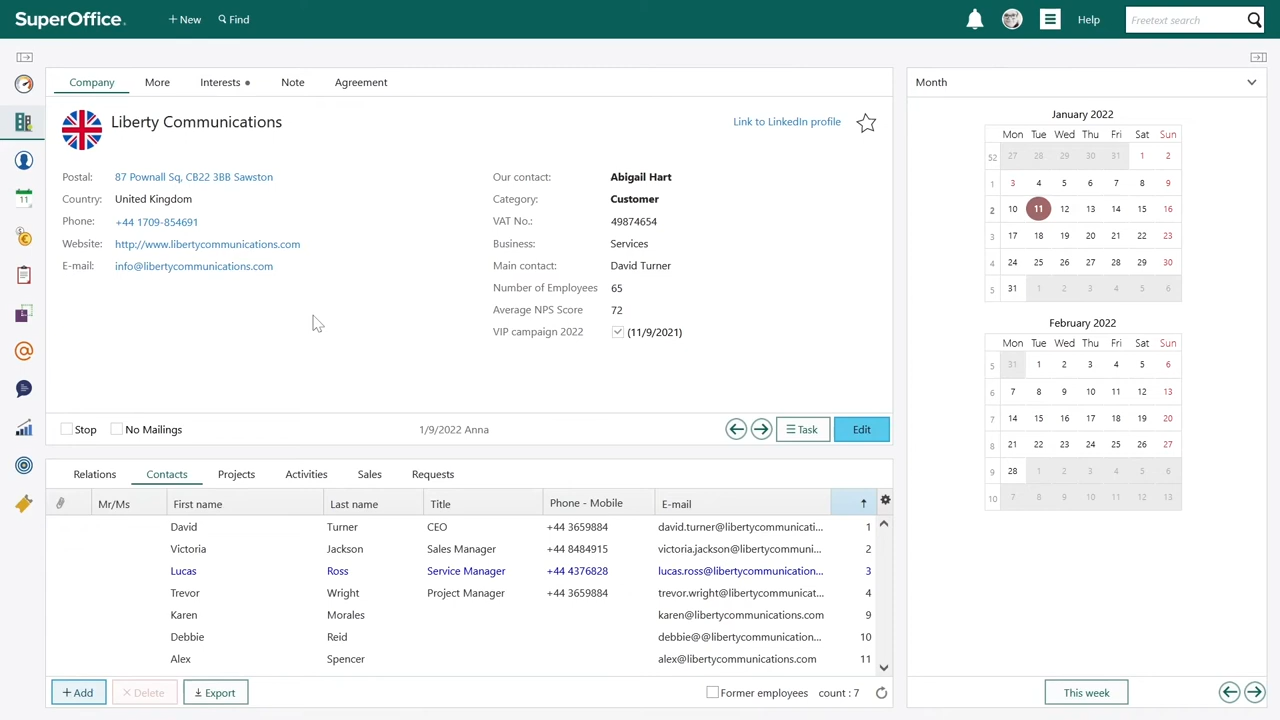 SuperOffice. + New Find Help Freetext search
Company More Interests Note Agreement
Liberty Communications
Link to LinkedIn profile
Postal: 87 Pownall Sq, CB22 3BB Sawston
Country: United Kingdom
Phone: +44 1709-854691
Website: http://www.libertycommunications.com
E-mail: info@libertycommunications.com
Our contact: Abigail Hart
Category: Customer
VAT No.: 49874654
Business: Services
Main contact: David Turner
Number of Employees 65
Average NPS Score 72
VIP campaign 2022 (11/9/2021)
Stop No Mailings 1/9/2022 Anna Task Edit
Relations Contacts Projects Activities Sales Requests
Mr/Ms First name Last name Title Phone - Mobile E-mail ↑
David Turner CEO +44 3659884 david.turner@libertycommunicati... 1
Victoria Jackson Sales Manager +44 8484915 victoria.jackson@libertycommuni... 2
Lucas Ross Service Manager +44 4376828 lucas.ross@libertycommunication... 3
Trevor Wright Project Manager +44 3659884 trevor.wright@libertycommunicat... 4
Karen Morales karen@libertycommunications.com 9
Debbie Reid debbie@@libertycommunication... 10
Alex Spencer alex@libertycommunications.com 11
+ Add × Delete Export Former employees count : 7
11
Month
January 2022
Mon Tue Wed Thu Fri Sat Sun
52 27 28 29 30 31 1 2
1 3 4 5 6 7 8 9
2 10 11 12 13 14 15 16
3 17 18 19 20 21 22 23
4 24 25 26 27 28 29 30
5 31 1 2 3 4 5 6
February 2022
Mon Tue Wed Thu Fri Sat Sun
5 31 1 2 3 4 5 6
6 7 8 9 10 11 12 13
7 14 15 16 17 18 19 20
8 21 22 23 24 25 26 27
9 28 1 2 3 4 5 6
10 7 8 9 10 11 12 13
This week